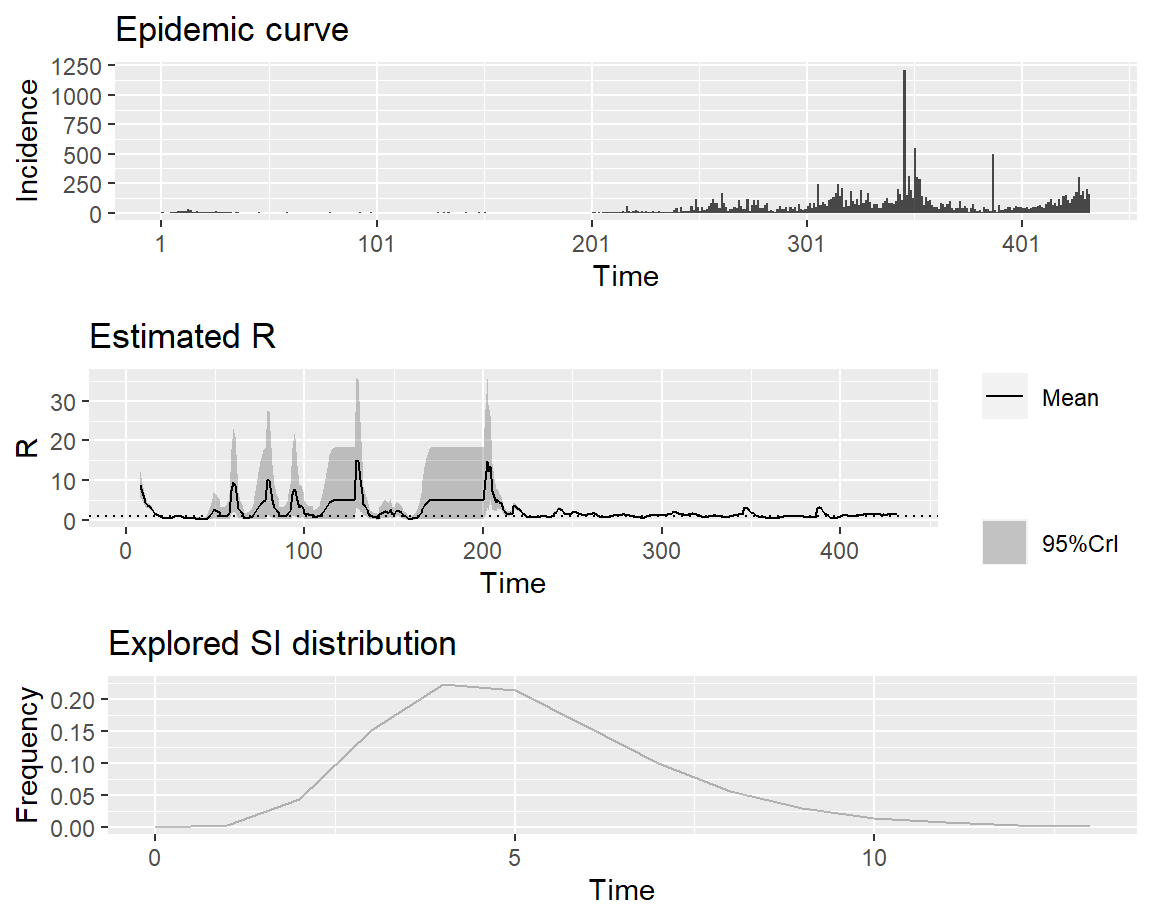 Epidemic curve
1250
1000
750
500
250
0
Incidence
1 101 201 301 401
Time
Estimated R
30
20
10
0
R
0 100 200 300 400
Time
Mean
95%CrI
Explored SI distribution
0.20
0.15
0.10
0.05
0.00
Frequency
0 5 10
Time